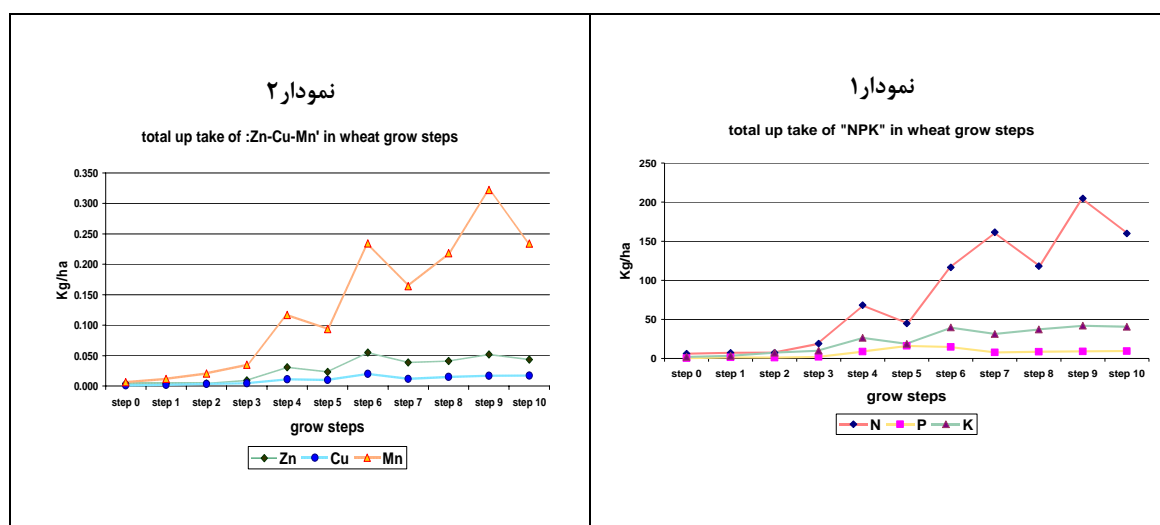 نمودار۲
total up take of :Zn-Cu-Mn' in wheat grow steps
0.350
0.300
0.250
0.200
0.150
0.100
0.050
0.000
Kg/ha
step 0 step 1 step 2 step 3 step 4 step 5 step 6 step 7 step 8 step 9 step 10
grow steps
Zn Cu Mn
نمودار۱
total up take of "NPK" in wheat grow steps
250
200
150
100
50
0
Kg/ha
step 0 step 1 step 2 step 3 step 4 step 5 step 6 step 7 step 8 step 9 step 10
grow steps
N P K